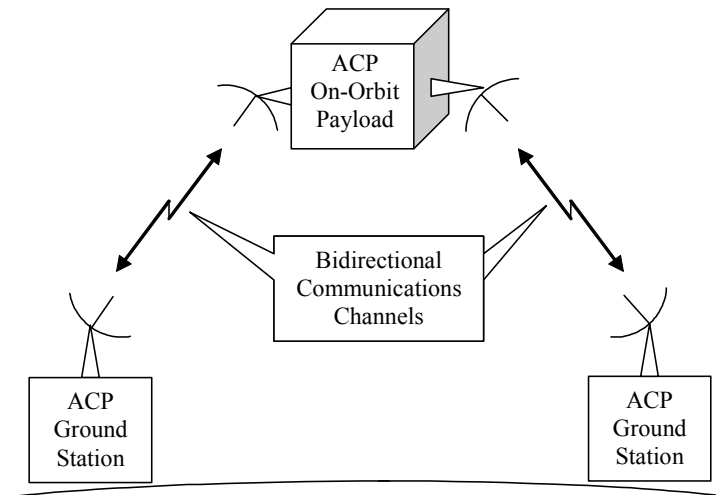 ACP
On-Orbit
Payload
Bidirectional
Communications
Channels
ACP
Ground
Station
ACP
Ground
Station